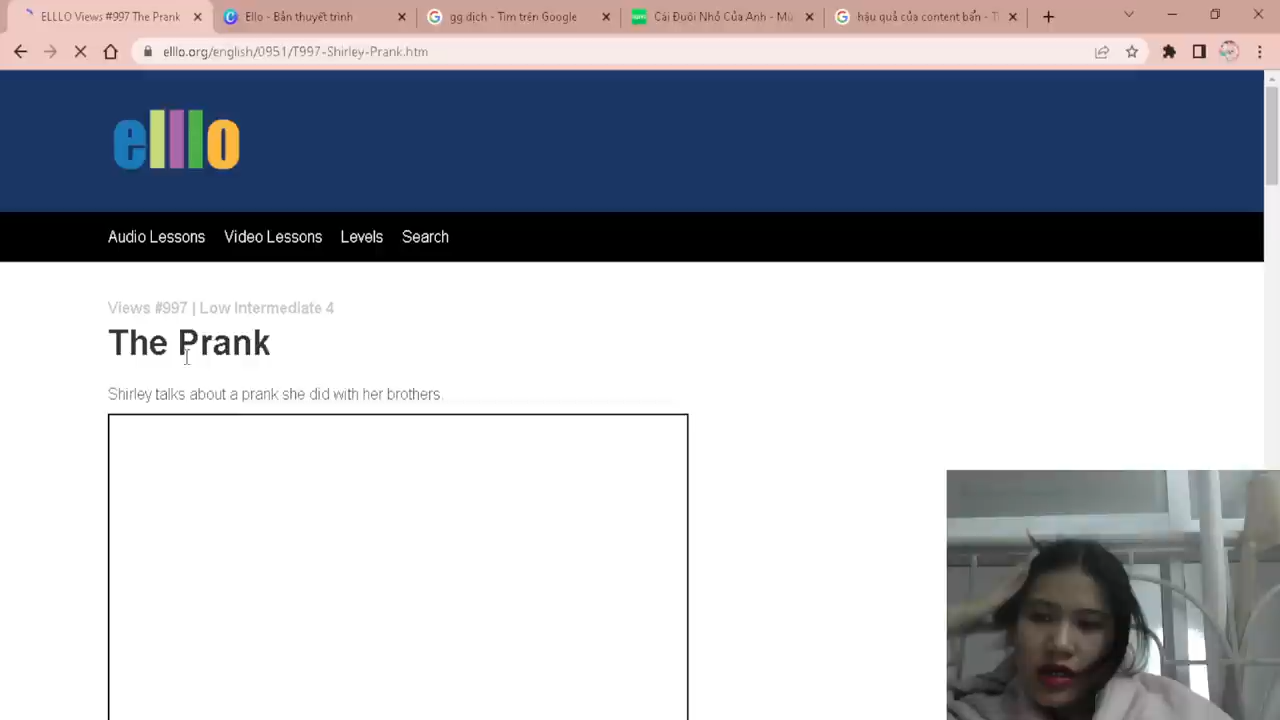 ELLLO Views #997 The Prank
Ello - Bản thuyết trình
gg dịch - Tìm trên Google
Cái Đuôi Nhỏ Của Anh - Mù
hậu quả của content bẩn - T
elllo.org/english/0951/T997-Shirley-Prank.htm
elllo
Audio Lessons Video Lessons Levels Search
Views #997 | Low Intermediate 4
The Prank
Shirley talks about a prank she did with her brothers.